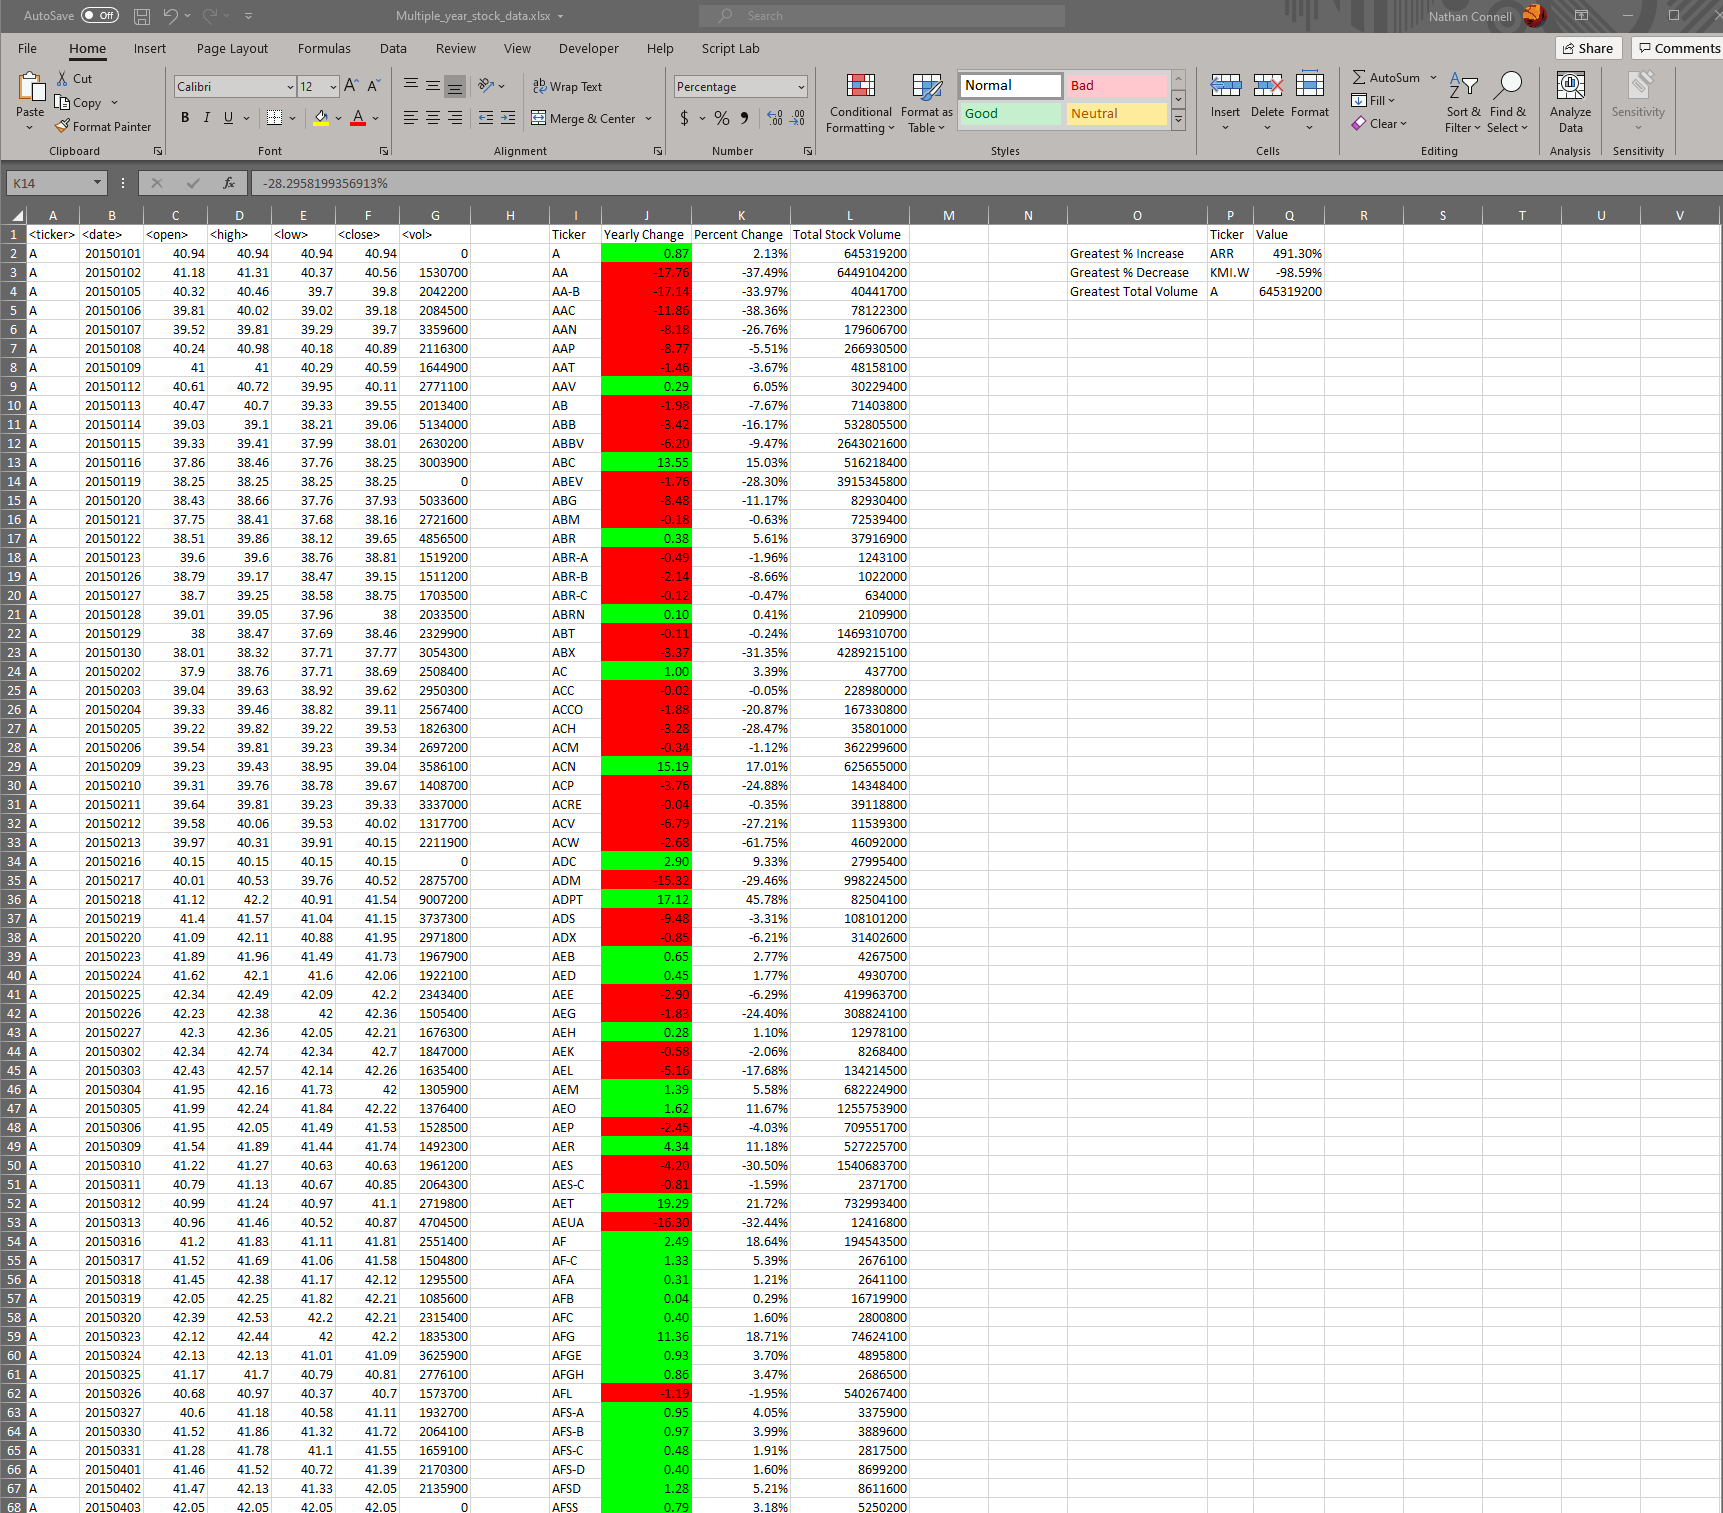 AutoSave Off Multiple_year_stock_data.xlsx Search Nathan Connell
File Home Insert Page Layout Formulas Data Review View Developer Help Script Lab Share Comments
Paste Cut Copy Format Painter Clipboard
Calibri 12 B I U Font
Wrap Text Merge & Center Alignment
Percentage $ % Number
Conditional Formatting Format as Table Normal Bad Good Neutral Styles
Insert Delete Format Cells
AutoSum Fill Clear Sort & Filter Find & Select Editing
Analyze Data Analysis
Sensitivity Sensitivity
K14 fx -28.2958199356913%
A B C D E F G H I J K L M N O P Q R S T U V
1 <ticker> <date> <open> <high> <low> <close> <vol> Ticker Yearly Change Percent Change Total Stock Volume Ticker Value
2 A 20150101 40.94 40.94 40.94 40.94 0 A 0.87 2.13% 645319200 Greatest % Increase ARR 491.30%
3 A 20150102 41.18 41.31 40.37 40.56 1530700 AA -17.76 -37.49% 6449104200 Greatest % Decrease KMI.W -98.59%
4 A 20150105 40.32 40.46 39.7 39.8 2042200 AA-B -17.14 -33.97% 40441700 Greatest Total Volume A 645319200
5 A 20150106 39.81 40.02 39.02 39.18 2084500 AAC -11.86 -38.36% 78122300
6 A 20150107 39.52 39.81 39.29 39.7 3359600 AAN -8.18 -26.76% 179606700
7 A 20150108 40.24 40.98 40.18 40.89 2116300 AAP -8.77 -5.51% 266930500
8 A 20150109 41 41 40.29 40.59 1644900 AAT -1.46 -3.67% 48158100
9 A 20150112 40.61 40.72 39.95 40.11 2771100 AAV 0.29 6.05% 30229400
10 A 20150113 40.47 40.7 39.33 39.55 2013400 AB -1.98 -7.67% 71403800
11 A 20150114 39.03 39.1 38.21 39.06 5134000 ABB -3.42 -16.17% 532805500
12 A 20150115 39.33 39.41 37.99 38.01 2630200 ABBV -6.20 -9.47% 2643021600
13 A 20150116 37.86 38.46 37.76 38.25 3003900 ABC 13.55 15.03% 516218400
14 A 20150119 38.25 38.25 38.25 38.25 0 ABEV -1.76 -28.30% 3915345800
15 A 20150120 38.43 38.66 37.76 37.93 5033600 ABG -8.48 -11.17% 82930400
16 A 20150121 37.75 38.41 37.68 38.16 2721600 ABM -0.18 -0.63% 72539400
17 A 20150122 38.51 39.86 38.12 39.65 4856500 ABR 0.38 5.61% 37916900
18 A 20150123 39.6 39.6 38.76 38.81 1519200 ABR-A -0.49 -1.96% 1243100
19 A 20150126 38.79 39.17 38.47 39.15 1511200 ABR-B -2.14 -8.66% 1022000
20 A 20150127 38.7 39.25 38.58 38.75 1703500 ABR-C -0.12 -0.47% 634000
21 A 20150128 39.01 39.05 37.96 38 2033500 ABRN 0.10 0.41% 2109900
22 A 20150129 38 38.47 37.69 38.46 2329900 ABT -0.11 -0.24% 1469310700
23 A 20150130 38.01 38.32 37.71 37.77 3054300 ABX -3.37 -31.35% 4289215100
24 A 20150202 37.9 38.76 37.71 38.69 2508400 AC 1.00 3.39% 437700
25 A 20150203 39.04 39.63 38.92 39.62 2950300 ACC -0.02 -0.05% 228980000
26 A 20150204 39.33 39.46 38.82 39.11 2567400 ACCO -1.88 -20.87% 167330800
27 A 20150205 39.22 39.82 39.22 39.53 1826300 ACH -3.28 -28.47% 35801000
28 A 20150206 39.54 39.81 39.23 39.34 2697200 ACM -0.34 -1.12% 362299600
29 A 20150209 39.23 39.43 38.95 39.04 3586100 ACN 15.19 17.01% 625655000
30 A 20150210 39.31 39.76 38.78 39.67 1408700 ACP -3.76 -24.88% 14348400
31 A 20150211 39.64 39.81 39.23 39.33 3337000 ACRE -0.04 -0.35% 39118800
32 A 20150212 39.58 40.06 39.53 40.02 1317700 ACV -6.79 -27.21% 11539300
33 A 20150213 39.97 40.31 39.91 40.15 2211900 ACW -2.68 -61.75% 46092000
34 A 20150216 40.15 40.15 40.15 40.15 0 ADC 2.90 9.33% 27995400
35 A 20150217 40.01 40.53 39.76 40.52 2875700 ADM -15.32 -29.46% 998224500
36 A 20150218 41.12 42.2 40.91 41.54 9007200 ADPT 17.12 45.78% 82504100
37 A 20150219 41.4 41.57 41.04 41.15 3737300 ADS -9.48 -3.31% 108101200
38 A 20150220 41.09 42.11 40.88 41.95 2971800 ADX -0.85 -6.21% 31402600
39 A 20150223 41.89 41.96 41.49 41.73 1967900 AEB 0.65 2.77% 4267500
40 A 20150224 41.62 42.1 41.6 42.06 1922100 AED 0.45 1.77% 4930700
41 A 20150225 42.34 42.49 42.09 42.2 2343400 AEE -2.90 -6.29% 419963700
42 A 20150226 42.23 42.38 42 42.36 1505400 AEG -1.83 -24.40% 308824100
43 A 20150227 42.3 42.36 42.05 42.21 1676300 AEH 0.28 1.10% 12978100
44 A 20150302 42.34 42.74 42.34 42.7 1847000 AEK -0.58 -2.06% 8268400
45 A 20150303 42.43 42.57 42.14 42.26 1635400 AEL -5.16 -17.68% 134214500
46 A 20150304 41.95 42.16 41.73 42 1305900 AEM 1.39 5.58% 682224900
47 A 20150305 41.99 42.24 41.84 42.22 1376400 AEO 1.62 11.67% 1255753900
48 A 20150306 41.95 42.05 41.49 41.53 1528500 AEP -2.45 -4.03% 709551700
49 A 20150309 41.54 41.89 41.44 41.74 1492300 AER 4.34 11.18% 527225700
50 A 20150310 41.22 41.27 40.63 40.63 1961200 AES -4.20 -30.50% 1540683700
51 A 20150311 40.79 41.13 40.67 40.85 2064300 AES-C -0.81 -1.59% 2371700
52 A 20150312 40.99 41.24 40.97 41.1 2719800 AET 19.29 21.72% 732993400
53 A 20150313 40.96 41.46 40.52 40.87 4704500 AEUA -16.30 -32.44% 12416800
54 A 20150316 41.2 41.83 41.11 41.81 2551400 AF 2.49 18.64% 194543500
55 A 20150317 41.52 41.69 41.06 41.58 1504800 AF-C 1.33 5.39% 2676100
56 A 20150318 41.45 42.38 41.17 42.12 1295500 AFA 0.31 1.21% 2641100
57 A 20150319 42.05 42.25 41.82 42.21 1085600 AFB 0.04 0.29% 16719900
58 A 20150320 42.39 42.53 42.2 42.21 2315400 AFC 0.40 1.60% 2800800
59 A 20150323 42.12 42.44 42 42.2 1835300 AFG 11.36 18.71% 74624100
60 A 20150324 42.13 42.13 41.01 41.09 3625900 AFGE 0.93 3.70% 4895800
61 A 20150325 41.17 41.7 40.79 40.81 2776100 AFGH 0.86 3.47% 2686500
62 A 20150326 40.68 40.97 40.37 40.7 1573700 AFL -1.19 -1.95% 540267400
63 A 20150327 40.6 41.18 40.58 41.11 1932700 AFS-A 0.95 4.05% 3375900
64 A 20150330 41.52 41.86 41.32 41.72 2064100 AFS-B 0.97 3.99% 3889600
65 A 20150331 41.28 41.78 41.1 41.55 1659100 AFS-C 0.48 1.91% 2817500
66 A 20150401 41.46 41.52 40.72 41.39 2170300 AFS-D 0.40 1.60% 8699200
67 A 20150402 41.47 42.13 41.33 42.05 2135900 AFSD 1.28 5.21% 8611600
68 A 20150403 42.05 42.05 42.05 42.05 0 AFSS 0.79 3.18% 5250200